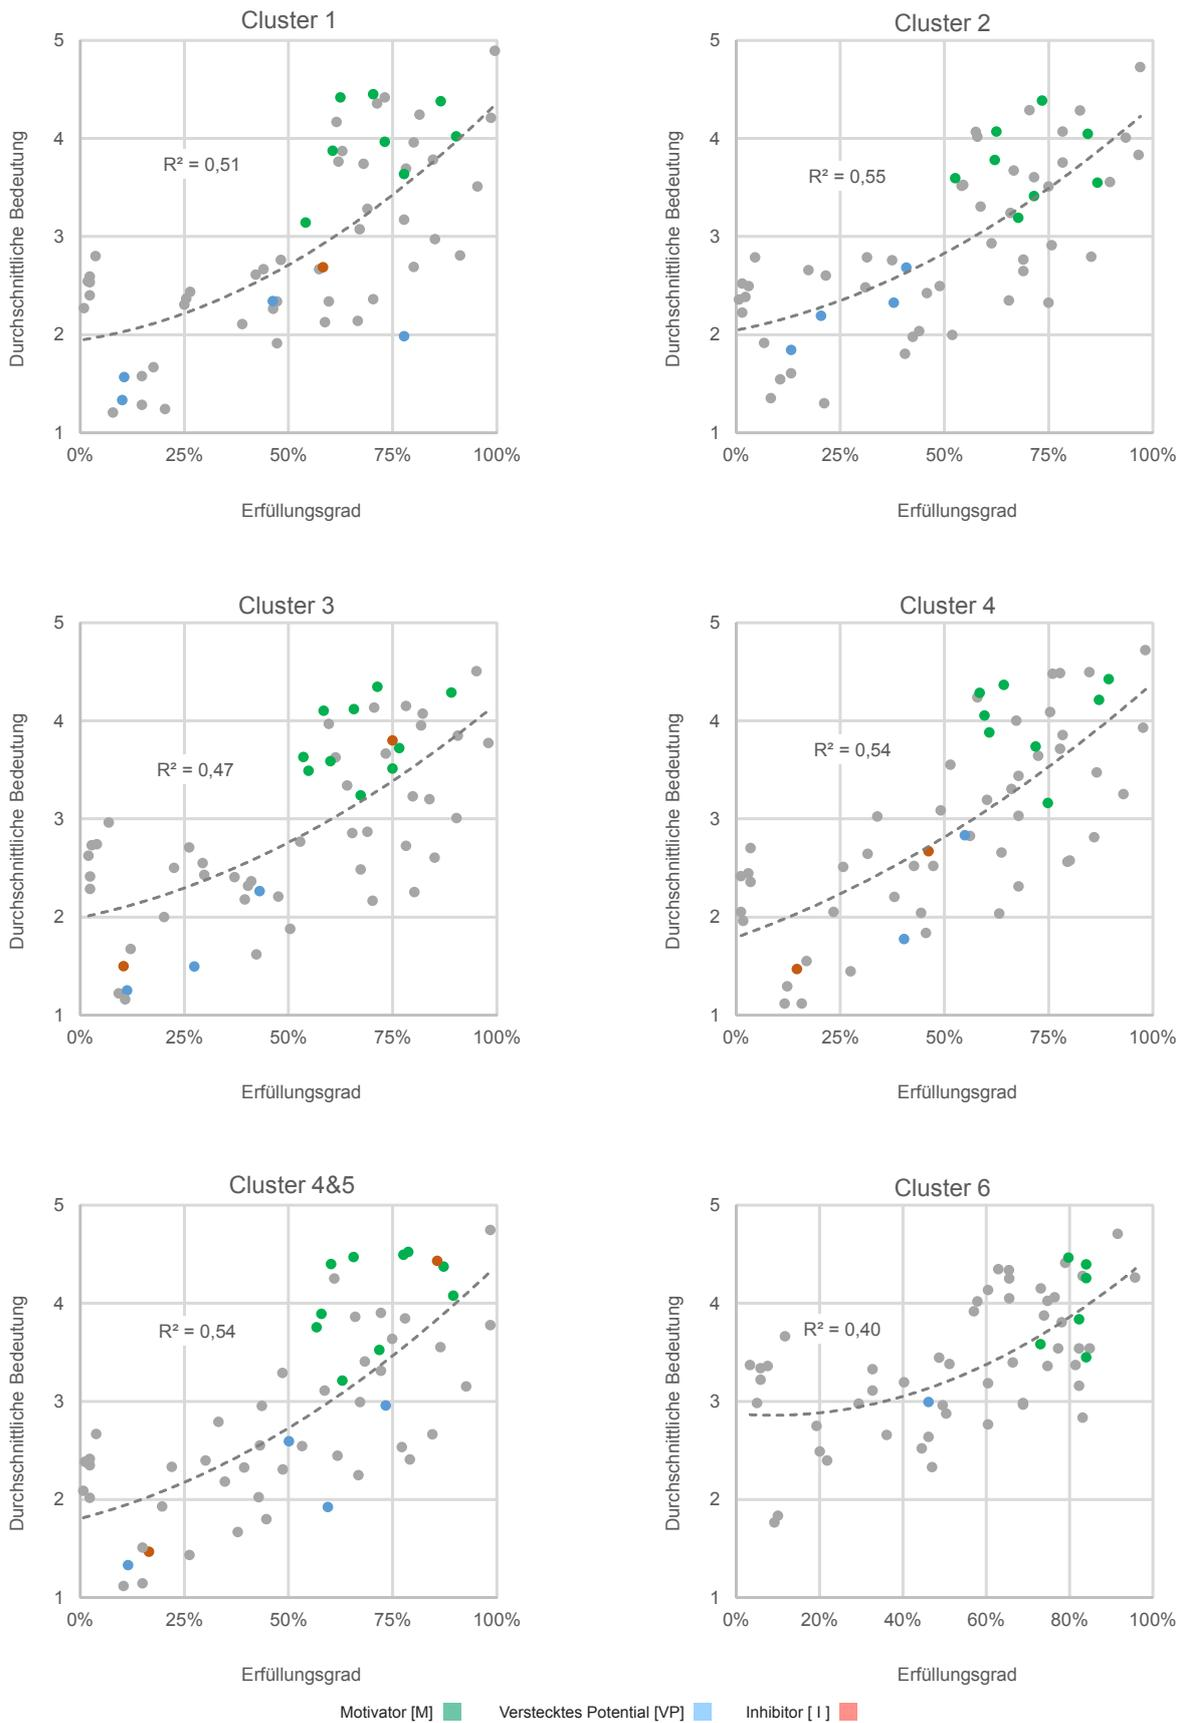 Cluster 1
5
4
3
2
1
Durchschnittliche Bedeutung
R² = 0,51
0% 25% 50% 75% 100%
Erfüllungsgrad
Cluster 2
5
4
3
2
1
Durchschnittliche Bedeutung
R² = 0,55
0% 25% 50% 75% 100%
Erfüllungsgrad
Cluster 3
5
4
3
2
1
Durchschnittliche Bedeutung
R² = 0,47
0% 25% 50% 75% 100%
Erfüllungsgrad
Cluster 4
5
4
3
2
1
Durchschnittliche Bedeutung
R² = 0,54
0% 25% 50% 75% 100%
Erfüllungsgrad
Cluster 4&5
5
4
3
2
1
Durchschnittliche Bedeutung
R² = 0,54
0% 25% 50% 75% 100%
Erfüllungsgrad
Cluster 6
5
4
3
2
1
Durchschnittliche Bedeutung
R² = 0,40
0% 20% 40% 60% 80% 100%
Erfüllungsgrad
Motivator [M] Verstecktes Potential [VP] Inhibitor [ I ]